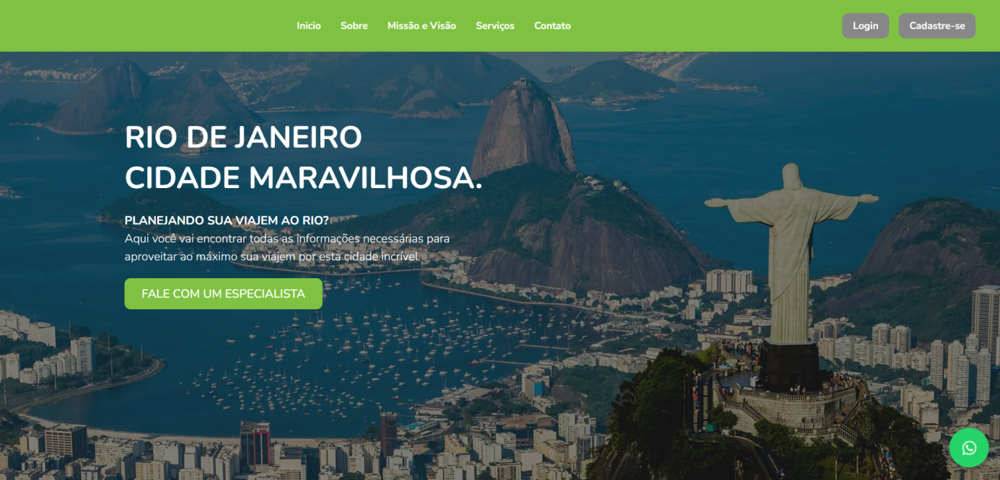 Inicio Sobre Missão e Visão Serviços Contato Login Cadastre-se
RIO DE JANEIRO
CIDADE MARAVILHOSA.
PLANEJANDO SUA VIAJEM AO RIO?
Aqui você vai encontrar todas as informações necessárias para
aproveitar ao máximo sua viajem por esta cidade incrível
FALE COM UM ESPECIALISTA